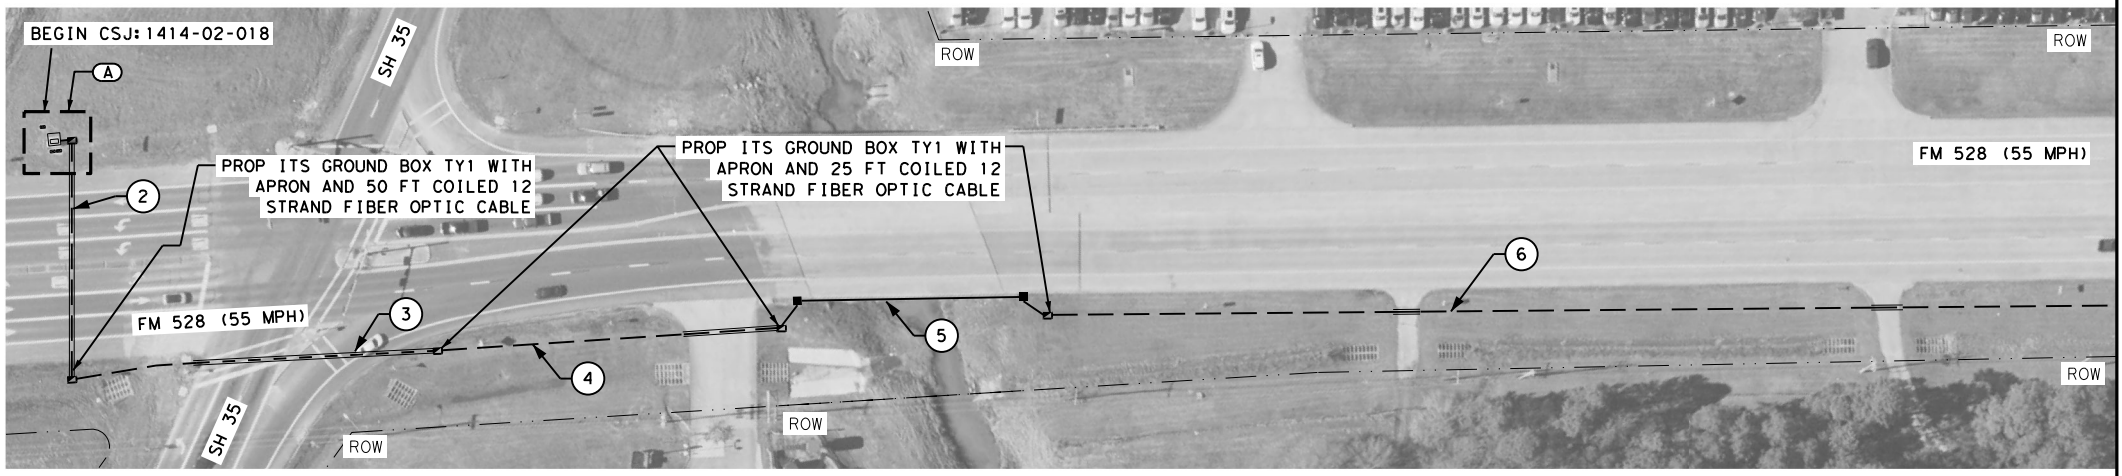 BEGIN CSJ: 1414-02-018
A
SH 35
ROW
ROW
PROP ITS GROUND BOX TY1 WITH
APRON AND 50 FT COILED 12
STRAND FIBER OPTIC CABLE
PROP ITS GROUND BOX TY1 WITH
APRON AND 25 FT COILED 12
STRAND FIBER OPTIC CABLE
FM 528 (55 MPH)
2
6
FM 528 (55 MPH)
3
5
4
SH 35
ROW
ROW
ROW